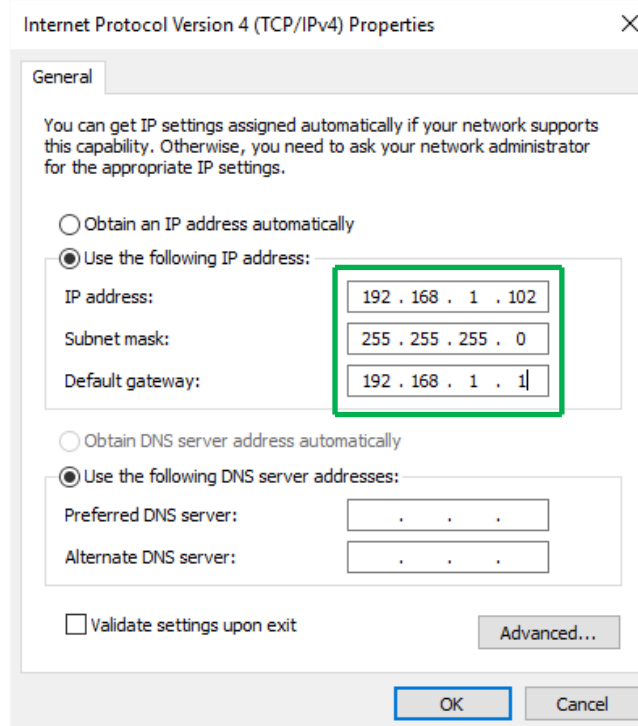 Internet Protocol Version 4 (TCP/IPv4) Properties
General
You can get IP settings assigned automatically if your network supports
this capability. Otherwise, you need to ask your network administrator
for the appropriate IP settings.
Obtain an IP address automatically
Use the following IP address:
IP address: 192 . 168 . 1 . 102
Subnet mask: 255 . 255 . 255 . 0
Default gateway: 192 . 168 . 1 . 1
Obtain DNS server address automatically
Use the following DNS server addresses:
Preferred DNS server: . . .
Alternate DNS server: . . .
Validate settings upon exit
Advanced...
OK Cancel